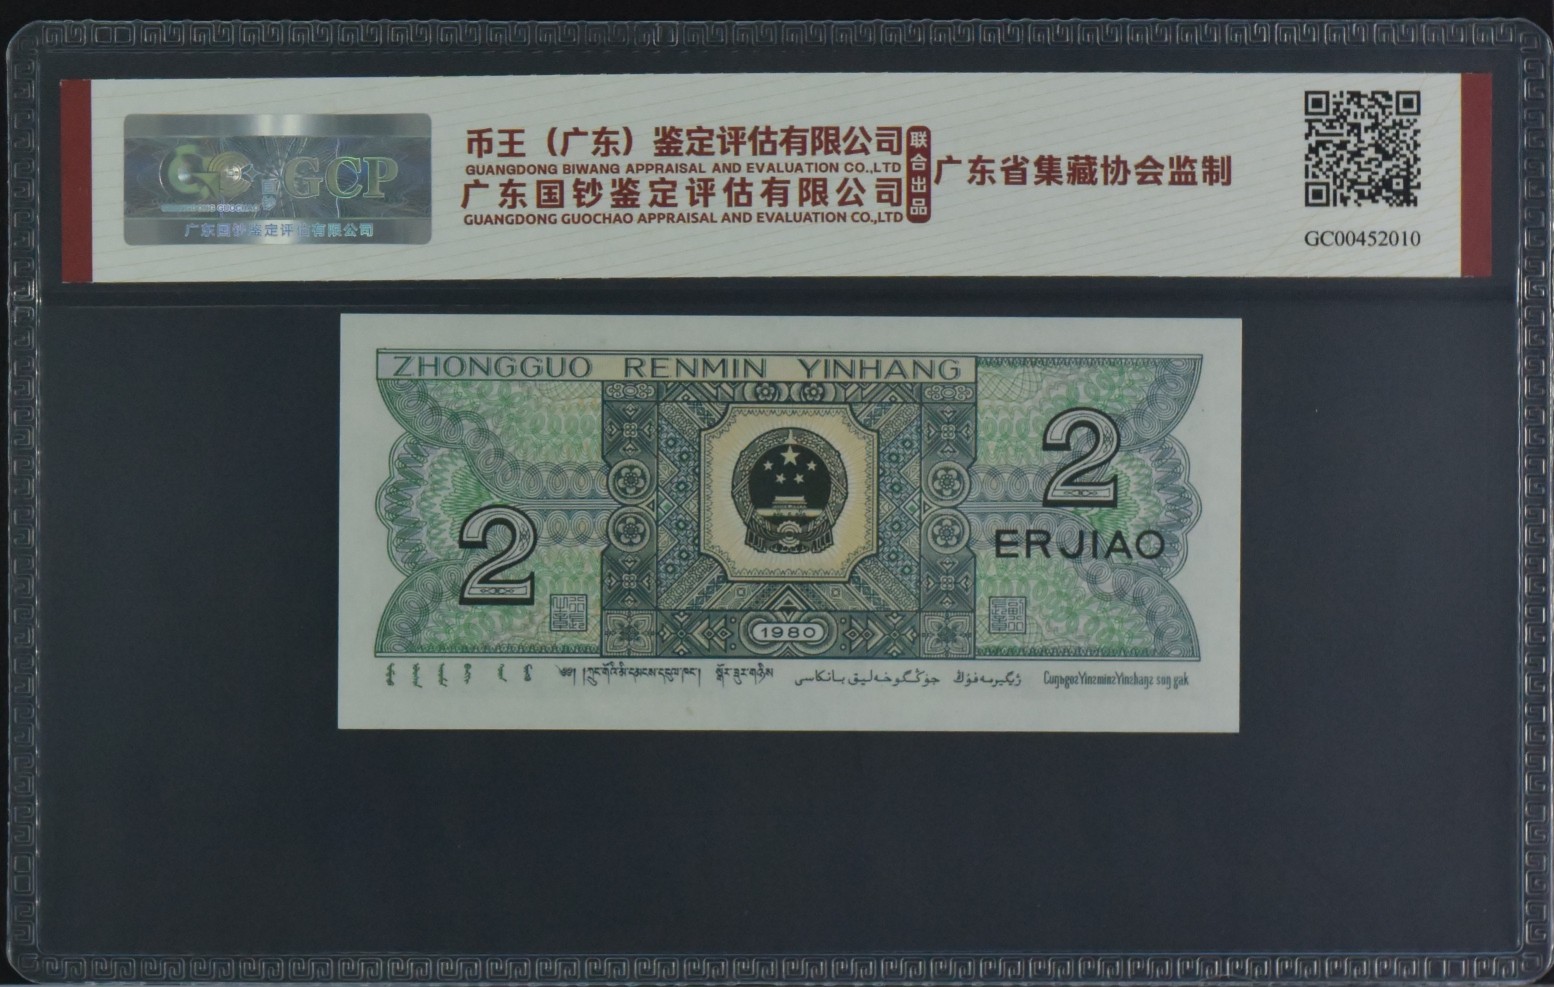 币王（广东）鉴定评估有限公司
GUANGDONG BIWANG APPRAISAL AND EVALUATION CO.,LTD
广东国钞鉴定评估有限公司
GUANGDONG GUOCHAO APPRAISAL AND EVALUATION CO.,LTD
联合出品
广东省集藏协会监制
GCP
广东国钞鉴定评估有限公司
GC00452010
ZHONGGUO RENMIN YINHANG
2
2
ERJIAO
1980
جۇڭگوخەلىق بانكاسى